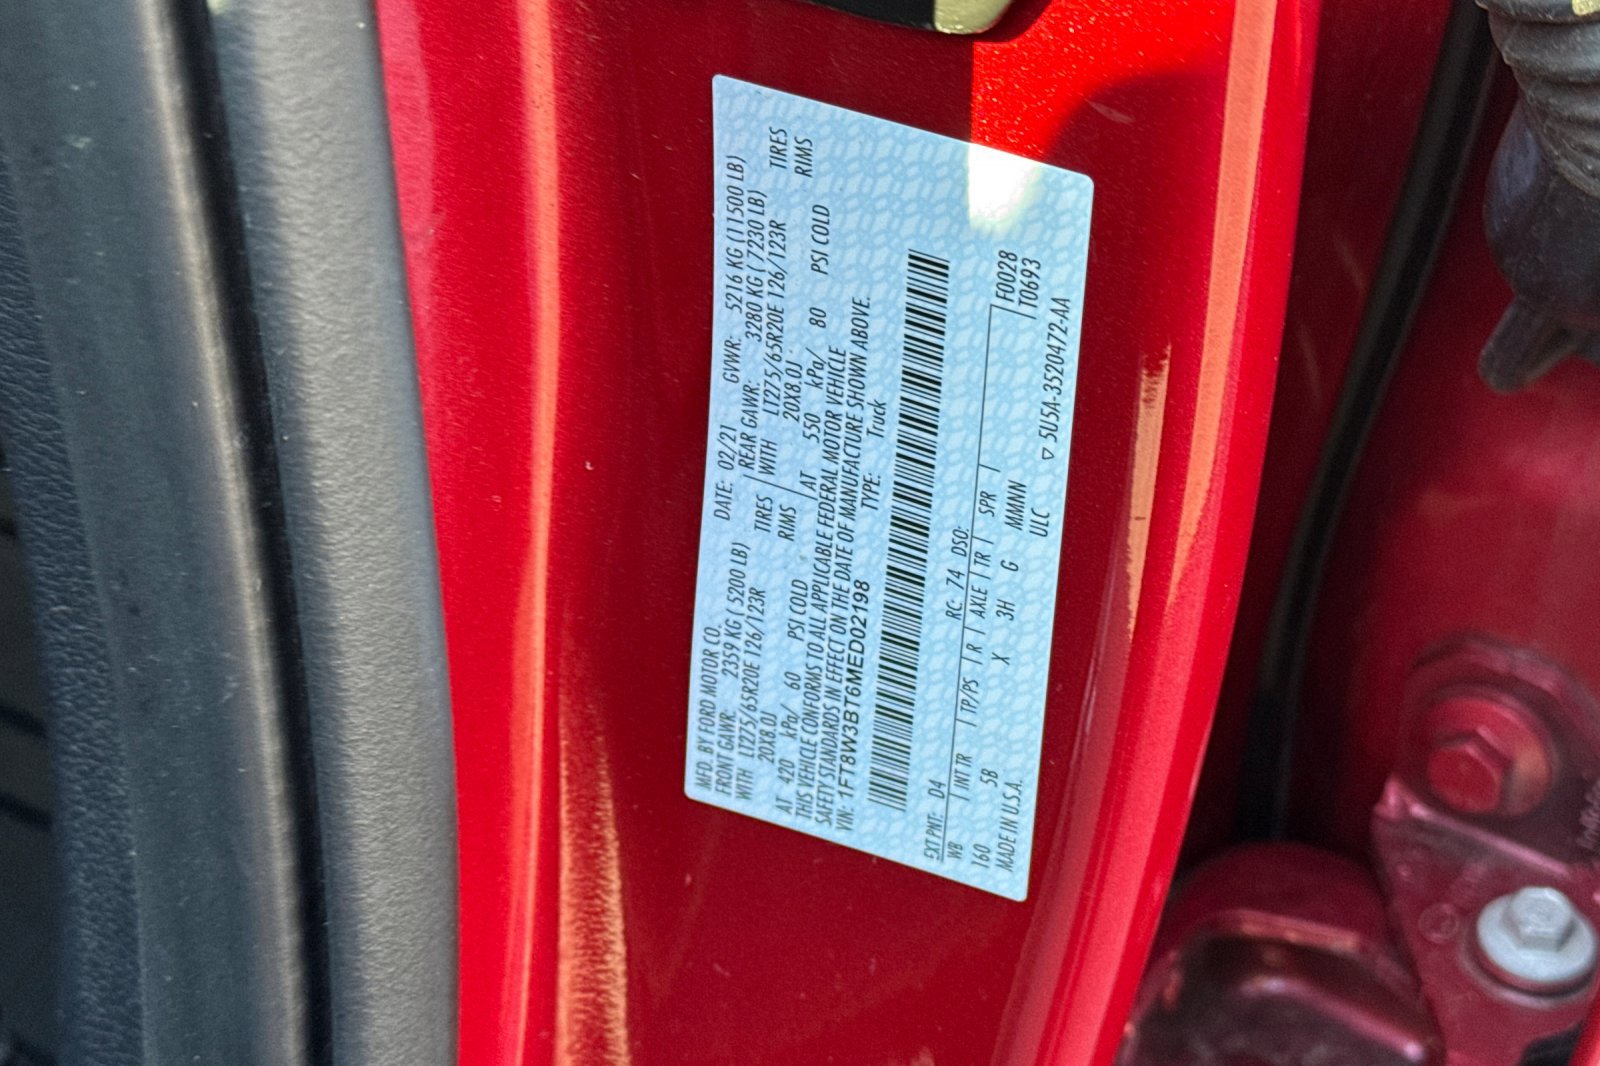 MFD. BY FORD MOTOR CO.
DATE: 02/21 GVWR: 5216 KG (11500 LB)
FRONT GAWR: 2359 KG ( 5200 LB)
REAR GAWR: 3280 KG ( 7230 LB)
WITH LT275/65R20E 126/123R TIRES
WITH LT275/65R20E 126/123R TIRES
20X8.0J RIMS
20X8.0J RIMS
AT 420 kPa/ 60 PSI COLD
AT 550 kPa/ 80 PSI COLD
THIS VEHICLE CONFORMS TO ALL APPLICABLE FEDERAL MOTOR VEHICLE
SAFETY STANDARDS IN EFFECT ON THE DATE OF MANUFACTURE SHOWN ABOVE.
VIN: 1FT8W3BT6MED02198 TYPE: Truck
EXT PNT: D4 RC: 74 DSO: F0028
WB | INT TR | TP/PS | R | AXLE | TR | SPR | T0693
160 5B X 3H G MMNN
MADE IN U.S.A. ULC ▽ 5U5A-3520472-AA